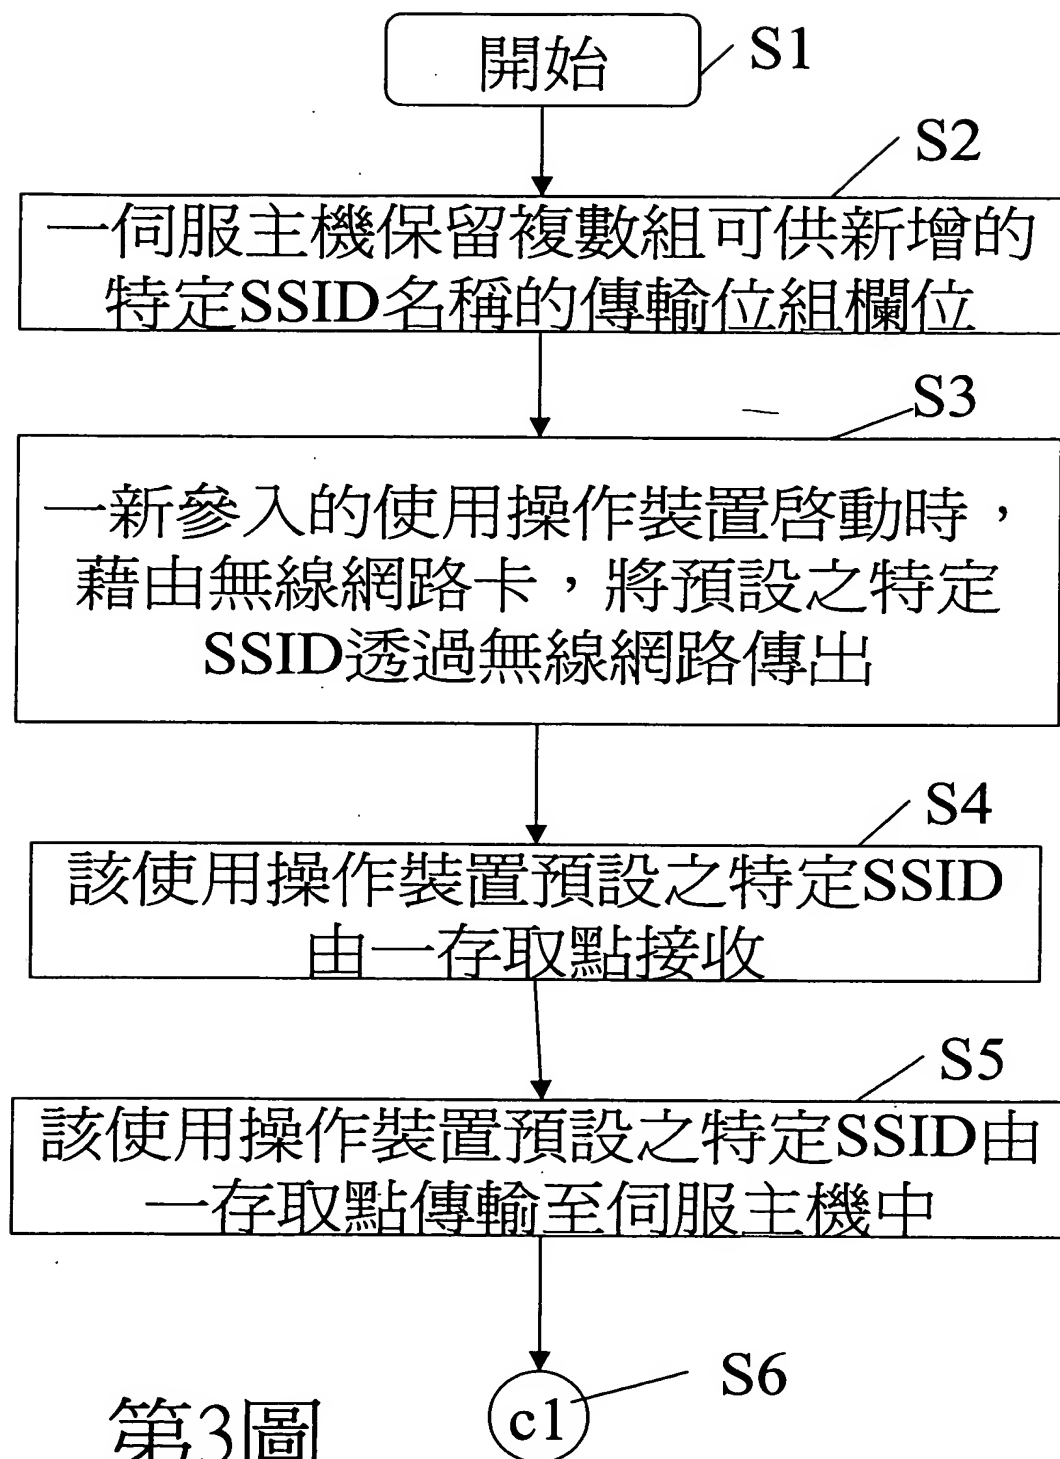 開始
S1
S2
一伺服主機保留複數組可供新增的
特定SSID名稱的傳輸位組欄位
S3
一新參入的使用操作裝置啓動時，
藉由無線網路卡，將預設之特定
SSID透過無線網路傳出
S4
該使用操作裝置預設之特定SSID
由一存取點接收
S5
該使用操作裝置預設之特定SSID由
一存取點傳輸至伺服主機中
S6
c1
第3圖